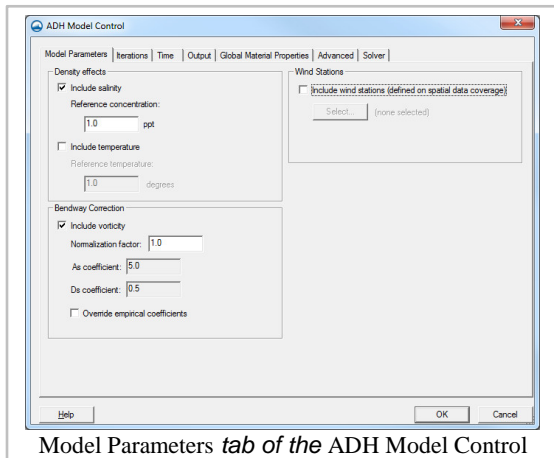 ADH Model Control
Model Parameters Iterations Time Output Global Material Properties Advanced Solver
Density effects
Include salinity
Reference concentration:
1.0 ppt
Include temperature
Reference temperature:
1.0 degrees
Bendway Correction
Include vorticity
Normalization factor: 1.0
As coefficient: 5.0
Ds coefficient: 0.5
Override empirical coefficients
Wind Stations
Include wind stations (defined on spatial data coverage)
Select... (none selected)
Help OK Cancel
Model Parameters tab of the ADH Model Control